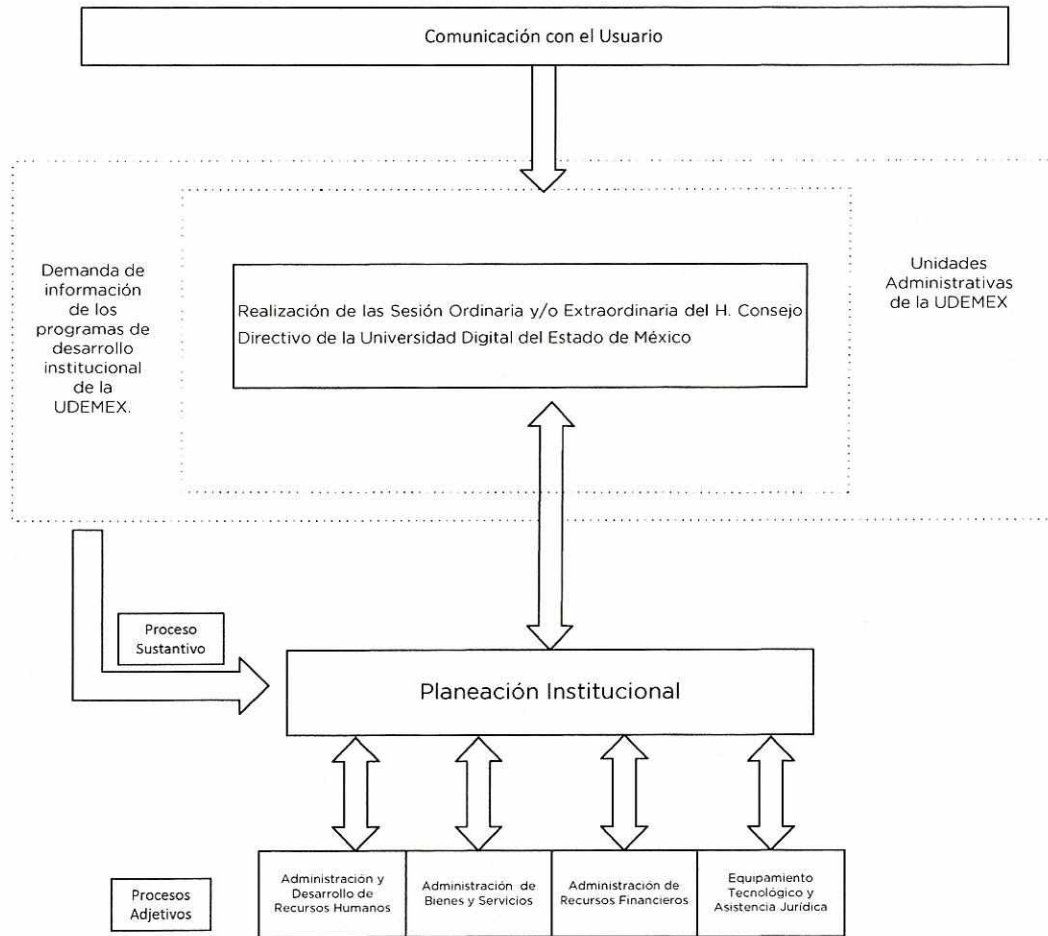 Comunicación con el Usuario
Demanda de
información
de los
programas de
desarrollo
institucional
de la
UDEMEX.
Realización de las Sesión Ordinaria y/o Extraordinaria del H. Consejo
Directivo de la Universidad Digital del Estado de México
Unidades
Administrativas
de la UDEMEX
Proceso
Sustantivo
Planeación Institucional
Procesos
Adjetivos
Administración y
Desarrollo de
Recursos Humanos
Administración de
Bienes y Servicios
Administración de
Recursos Financieros
Equipamiento
Tecnológico y
Asistencia Jurídica